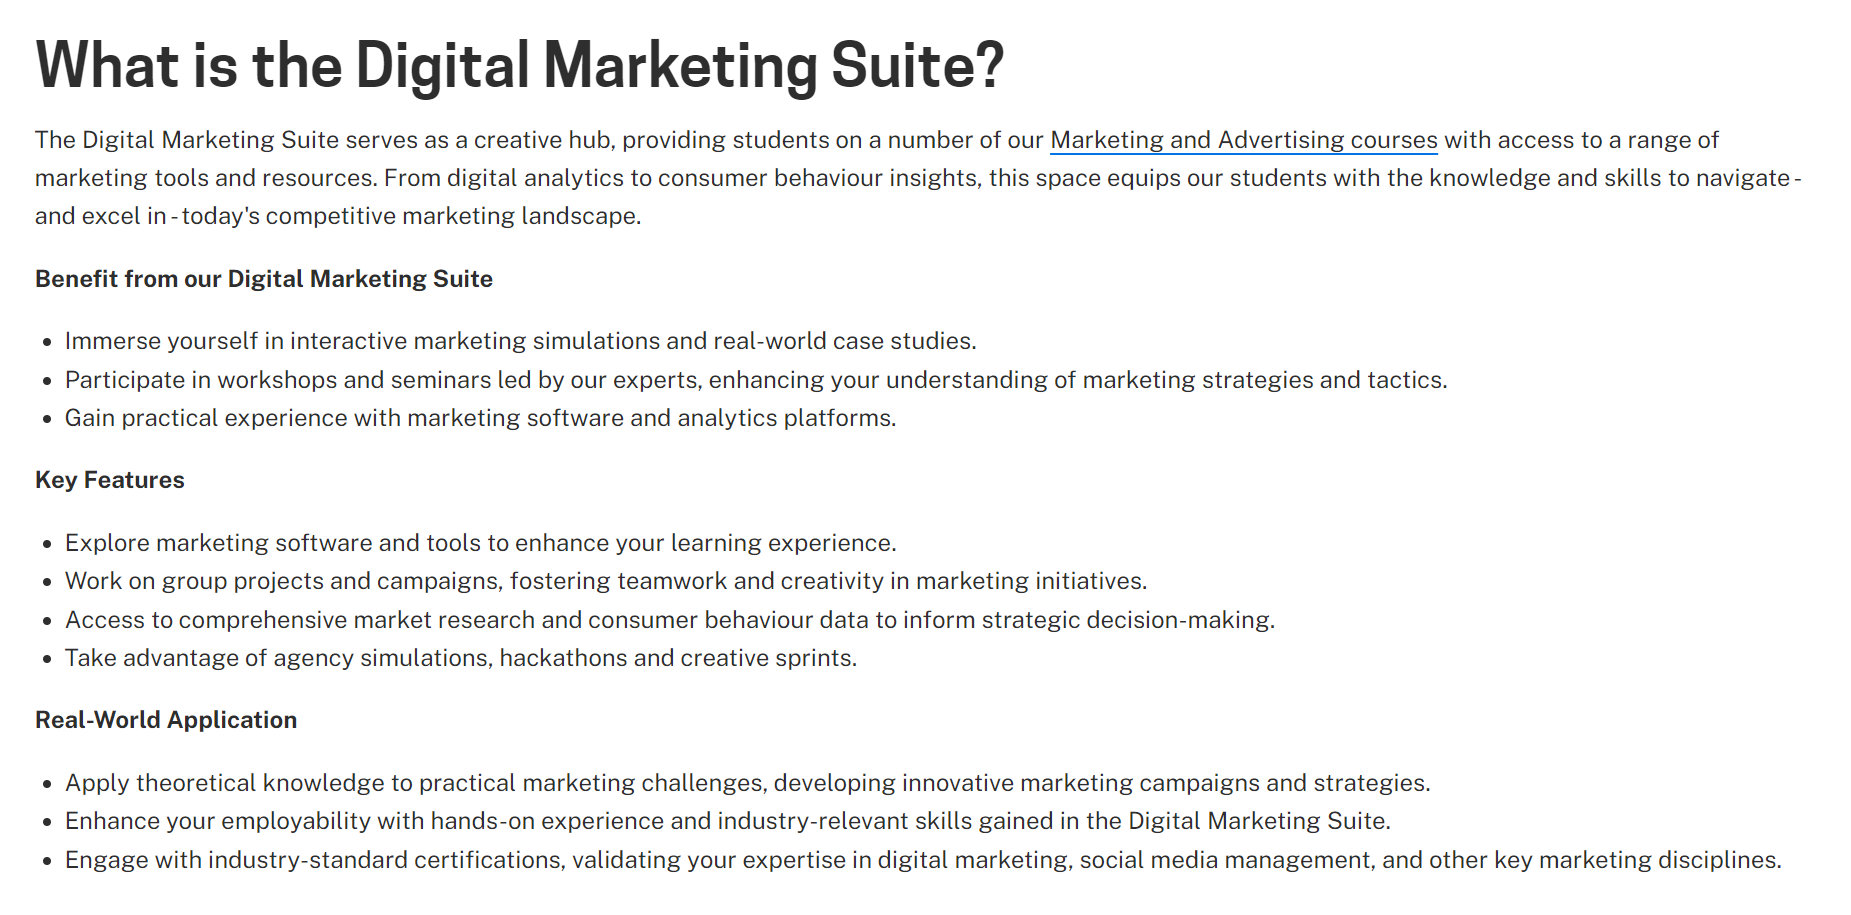 What is the Digital Marketing Suite?
The Digital Marketing Suite serves as a creative hub, providing students on a number of our Marketing and Advertising courses with access to a range of
marketing tools and resources. From digital analytics to consumer behaviour insights, this space equips our students with the knowledge and skills to navigate -
and excel in - today's competitive marketing landscape.
Benefit from our Digital Marketing Suite
• Immerse yourself in interactive marketing simulations and real-world case studies.
• Participate in workshops and seminars led by our experts, enhancing your understanding of marketing strategies and tactics.
• Gain practical experience with marketing software and analytics platforms.
Key Features
• Explore marketing software and tools to enhance your learning experience.
• Work on group projects and campaigns, fostering teamwork and creativity in marketing initiatives.
• Access to comprehensive market research and consumer behaviour data to inform strategic decision-making.
• Take advantage of agency simulations, hackathons and creative sprints.
Real-World Application
• Apply theoretical knowledge to practical marketing challenges, developing innovative marketing campaigns and strategies.
• Enhance your employability with hands-on experience and industry-relevant skills gained in the Digital Marketing Suite.
• Engage with industry-standard certifications, validating your expertise in digital marketing, social media management, and other key marketing disciplines.